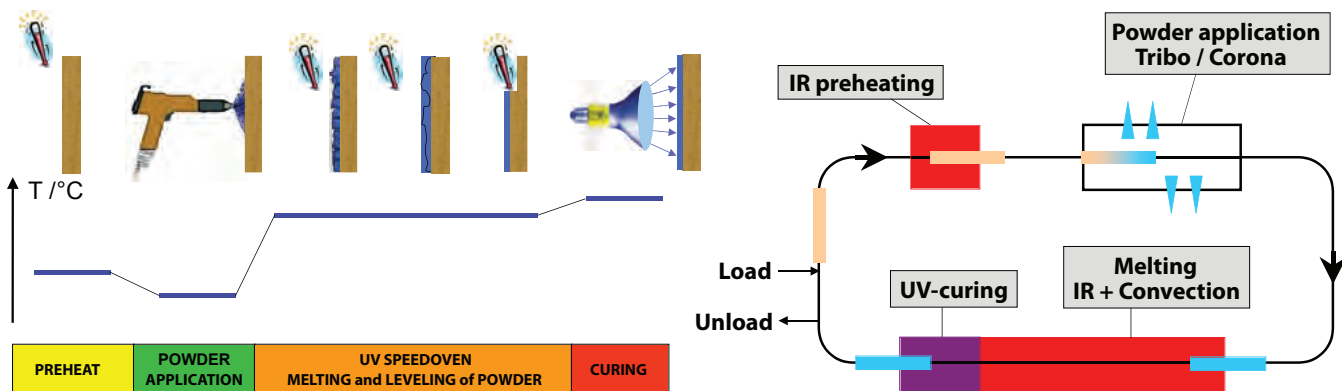 T /°C
PREHEAT
POWDER
APPLICATION
UV SPEEDOVEN
MELTING and LEVELING of POWDER
CURING
IR preheating
Powder application
Tribo / Corona
Load
Unload
UV-curing
Melting
IR + Convection